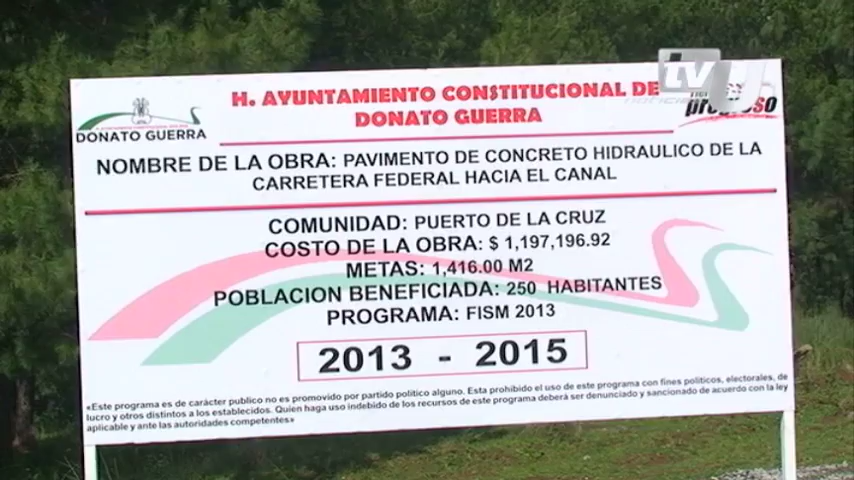 tv
H. AYUNTAMIENTO CONSTITUCIONAL DE
DONATO GUERRA
DONATO GUERRA
NOMBRE DE LA OBRA: PAVIMENTO DE CONCRETO HIDRAULICO DE LA
CARRETERA FEDERAL HACIA EL CANAL
COMUNIDAD: PUERTO DE LA CRUZ
COSTO DE LA OBRA: $ 1,197,196.92
METAS: 1,416.00 M2
POBLACION BENEFICIADA: 250 HABITANTES
PROGRAMA: FISM 2013
2013 - 2015
«Este programa es de carácter publico no es promovido por partido político alguno. Esta prohibido el uso de este programa con fines políticos, electorales, de
lucro y otros distintos a los establecidos. Quien haga uso indebido de los recursos de este programa deberá ser denunciado y sancionado de acuerdo con la ley
aplicable y ante las autoridades competentes»